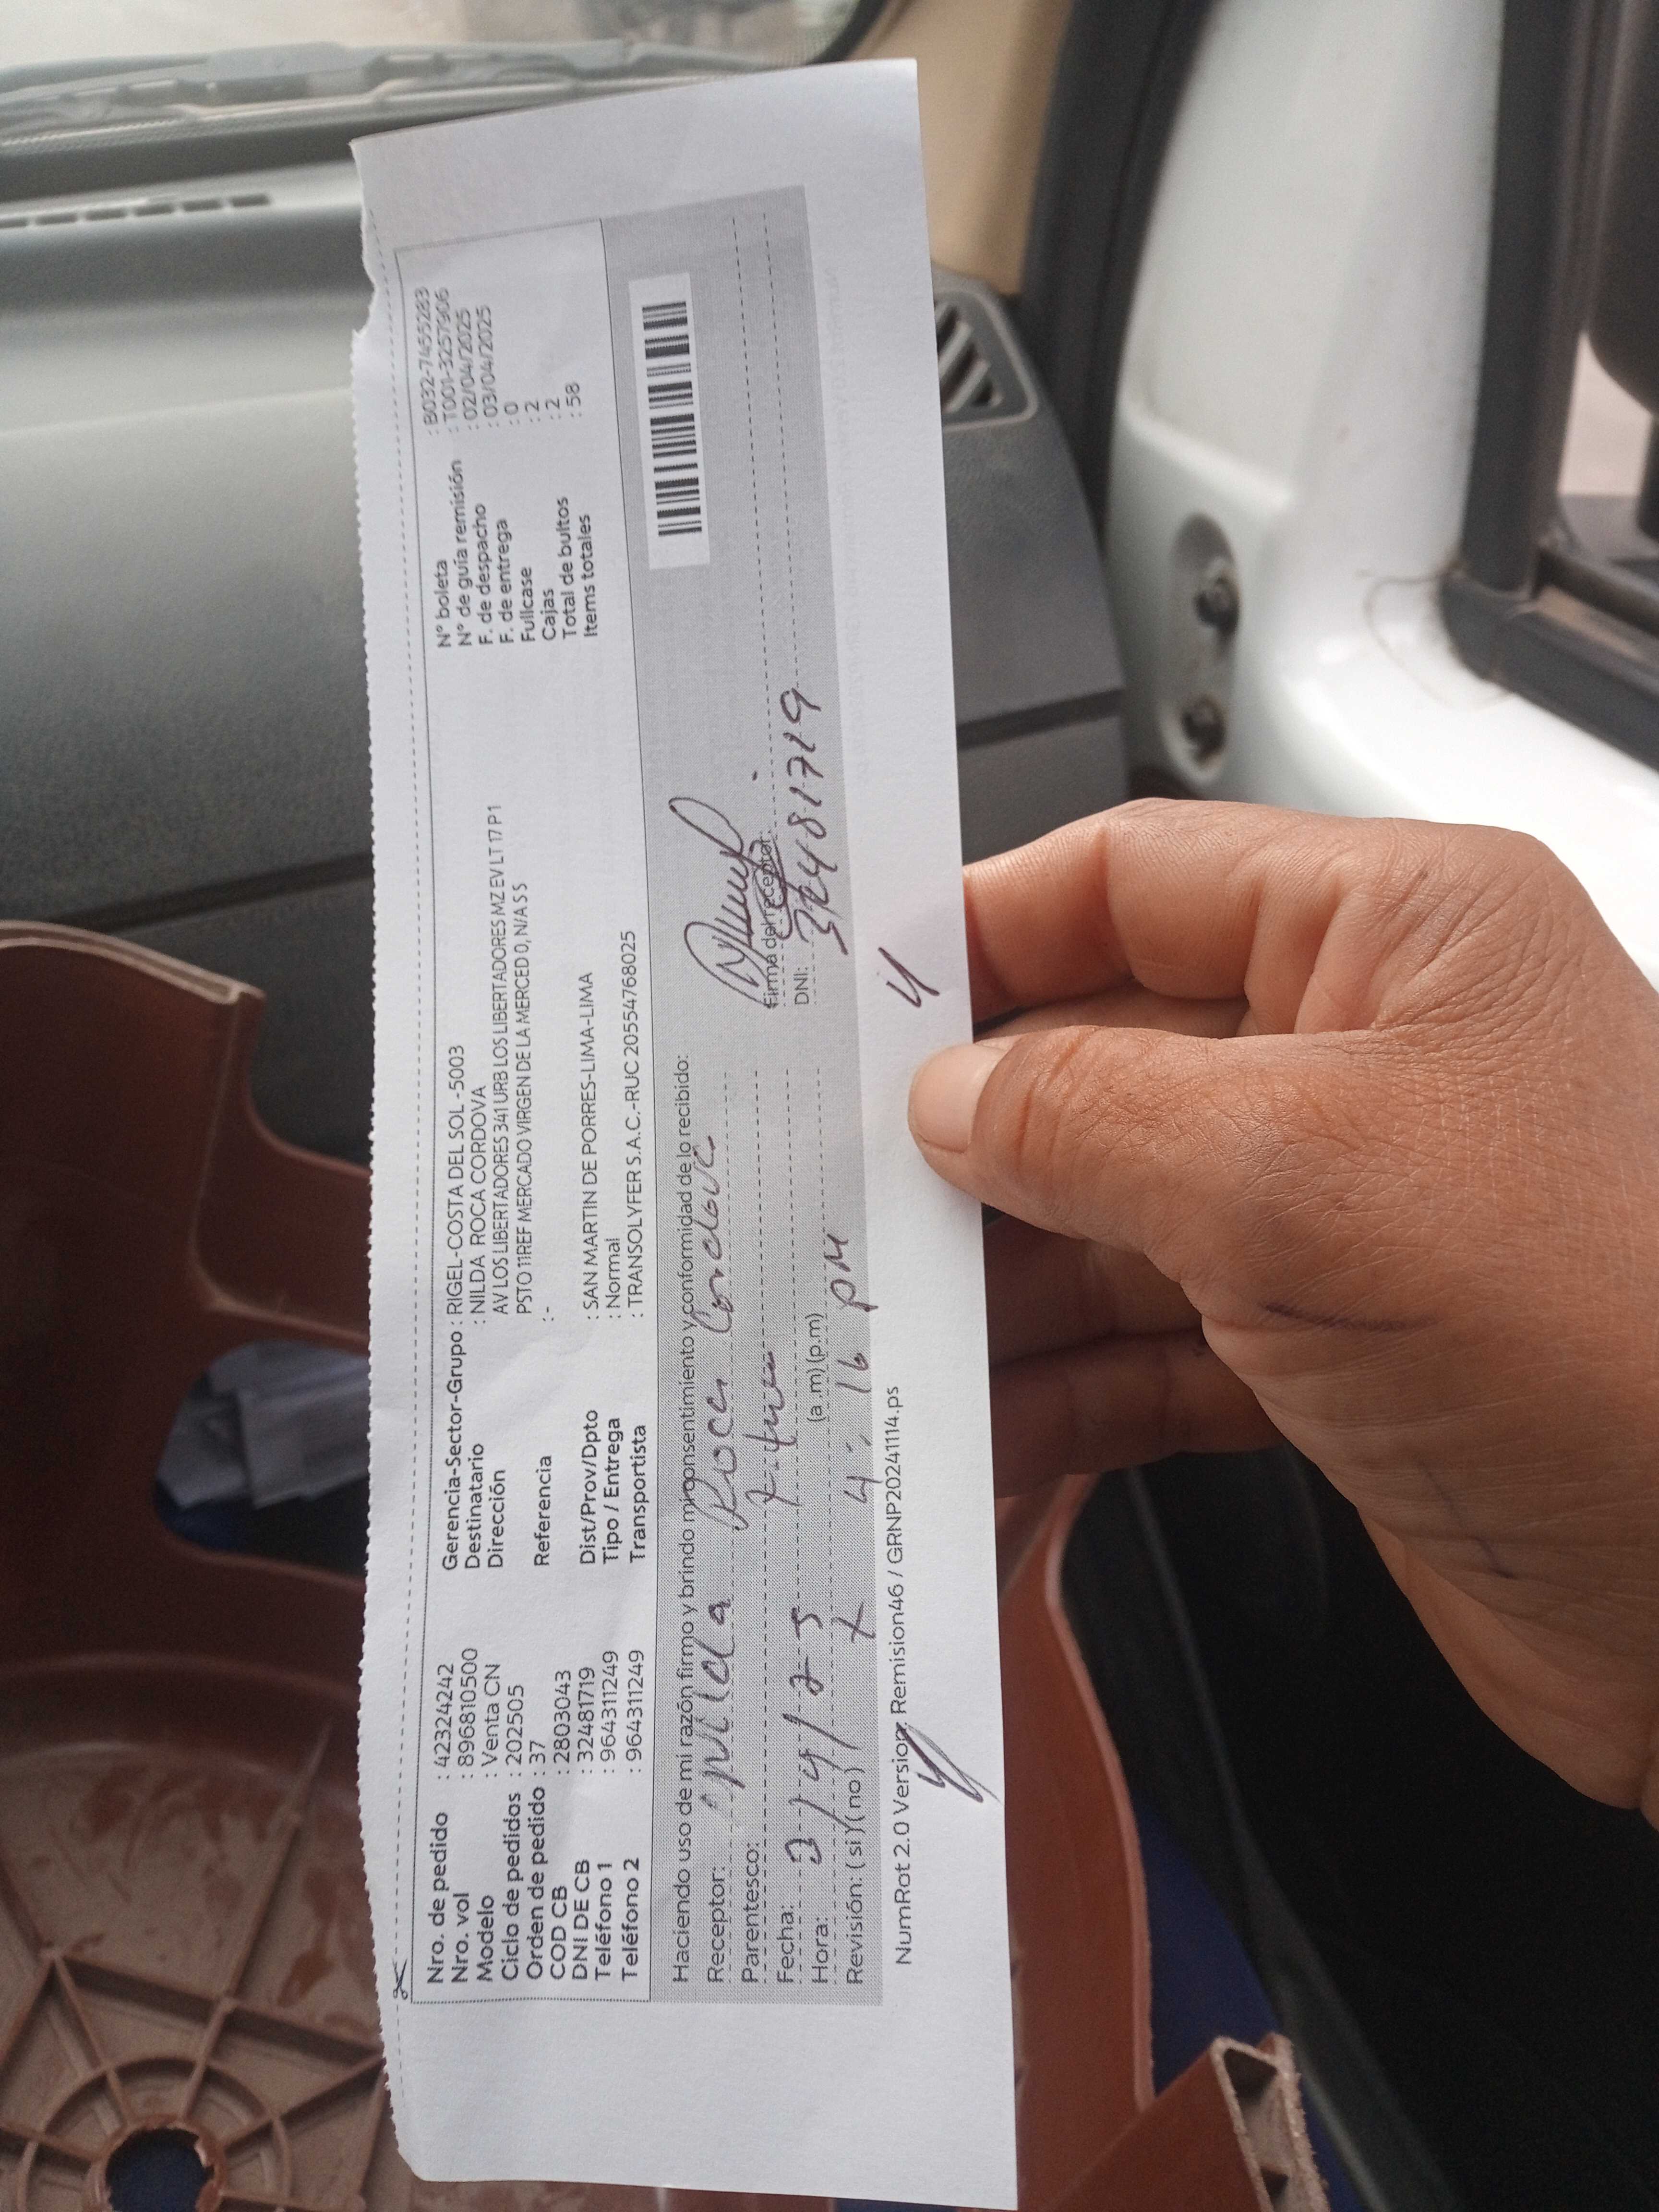 Nro. de pedido : 42324242
Nro. vol : 896810500
Modelo : Venta CN
Ciclo de pedidos : 202505
Orden de pedido : 37
COD CB : 2803043
DNI DE CB : 32481719
Teléfono 1 : 964311249
Teléfono 2 : 964311249
Gerencia-Sector-Grupo : RIGEL-COSTA DEL SOL -5003
Destinatario : NILDA ROCA CORDOVA
Dirección AV LOS LIBERTADORES 341 URB LOS LIBERTADORES MZ EV LT 17 P1
PSTO 11REF MERCADO VIRGEN DE LA MERCED 0, N/A S S
Referencia : -
Dist/Prov/Dpto : SAN MARTIN DE PORRES-LIMA-LIMA
Tipo / Entrega : Normal
Transportista : TRANSOLYFER S.A.C.-RUC 20554768025
N° boleta : B032-7455283
N° de guía remisión : T001-3257906
F. de despacho : 02/04/2025
F. de entrega : 03/04/2025
Fullcase : 0
Cajas : 2
Total de bultos : 2
Items totales : 58
Haciendo uso de mi razón firmo y brindo mi consentimiento y conformidad de lo recibido:
Receptor: Nilda Roca Cordova
Parentesco: Titular
Fecha: 2/4/25
Hora: (a .m) (p.m) 4:16 pm
Revisión: ( si ) ( no ) x
Firma del receptor:
DNI: 32481719
NumRot 2.0 Version: Remision46 / GRNP20241114.ps